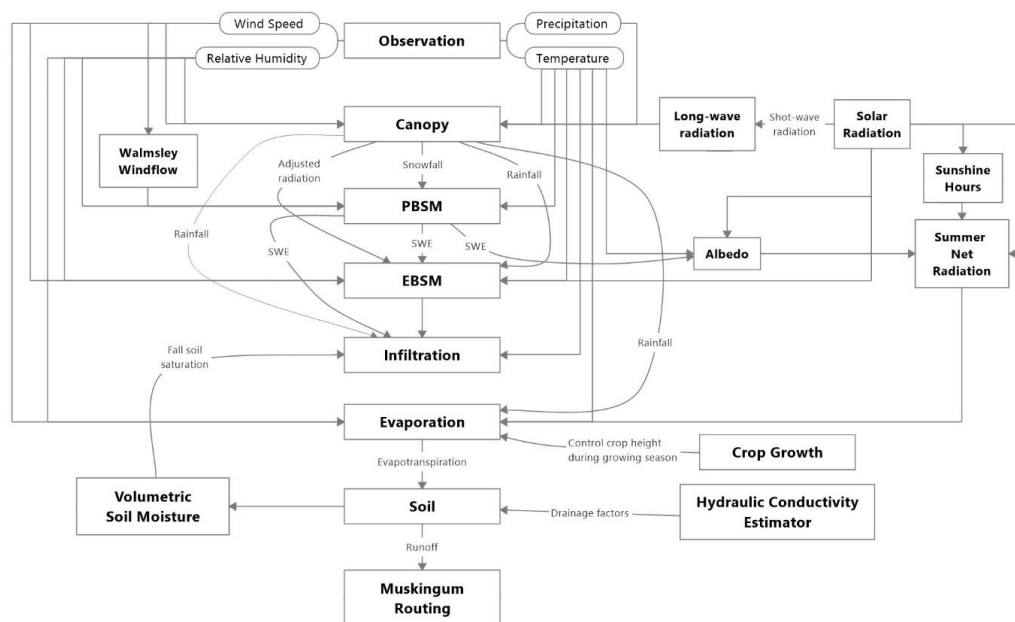 Wind Speed
Precipitation
Observation
Relative Humidity
Temperature
Canopy
Long-wave
radiation
Shot-wave
radiation
Solar
Radiation
Walmsley
Windflow
Adjusted
radiation
Snowfall
Rainfall
Sunshine
Hours
PBSM
Rainfall
SWE
SWE
SWE
Albedo
Summer
Net
Radiation
EBSM
Fall soil
saturation
Infiltration
Rainfall
Evaporation
Control crop height
during growing season
Crop Growth
Evapotranspiration
Volumetric
Soil Moisture
Soil
Drainage factors
Hydraulic Conductivity
Estimator
Runoff
Muskingum
Routing